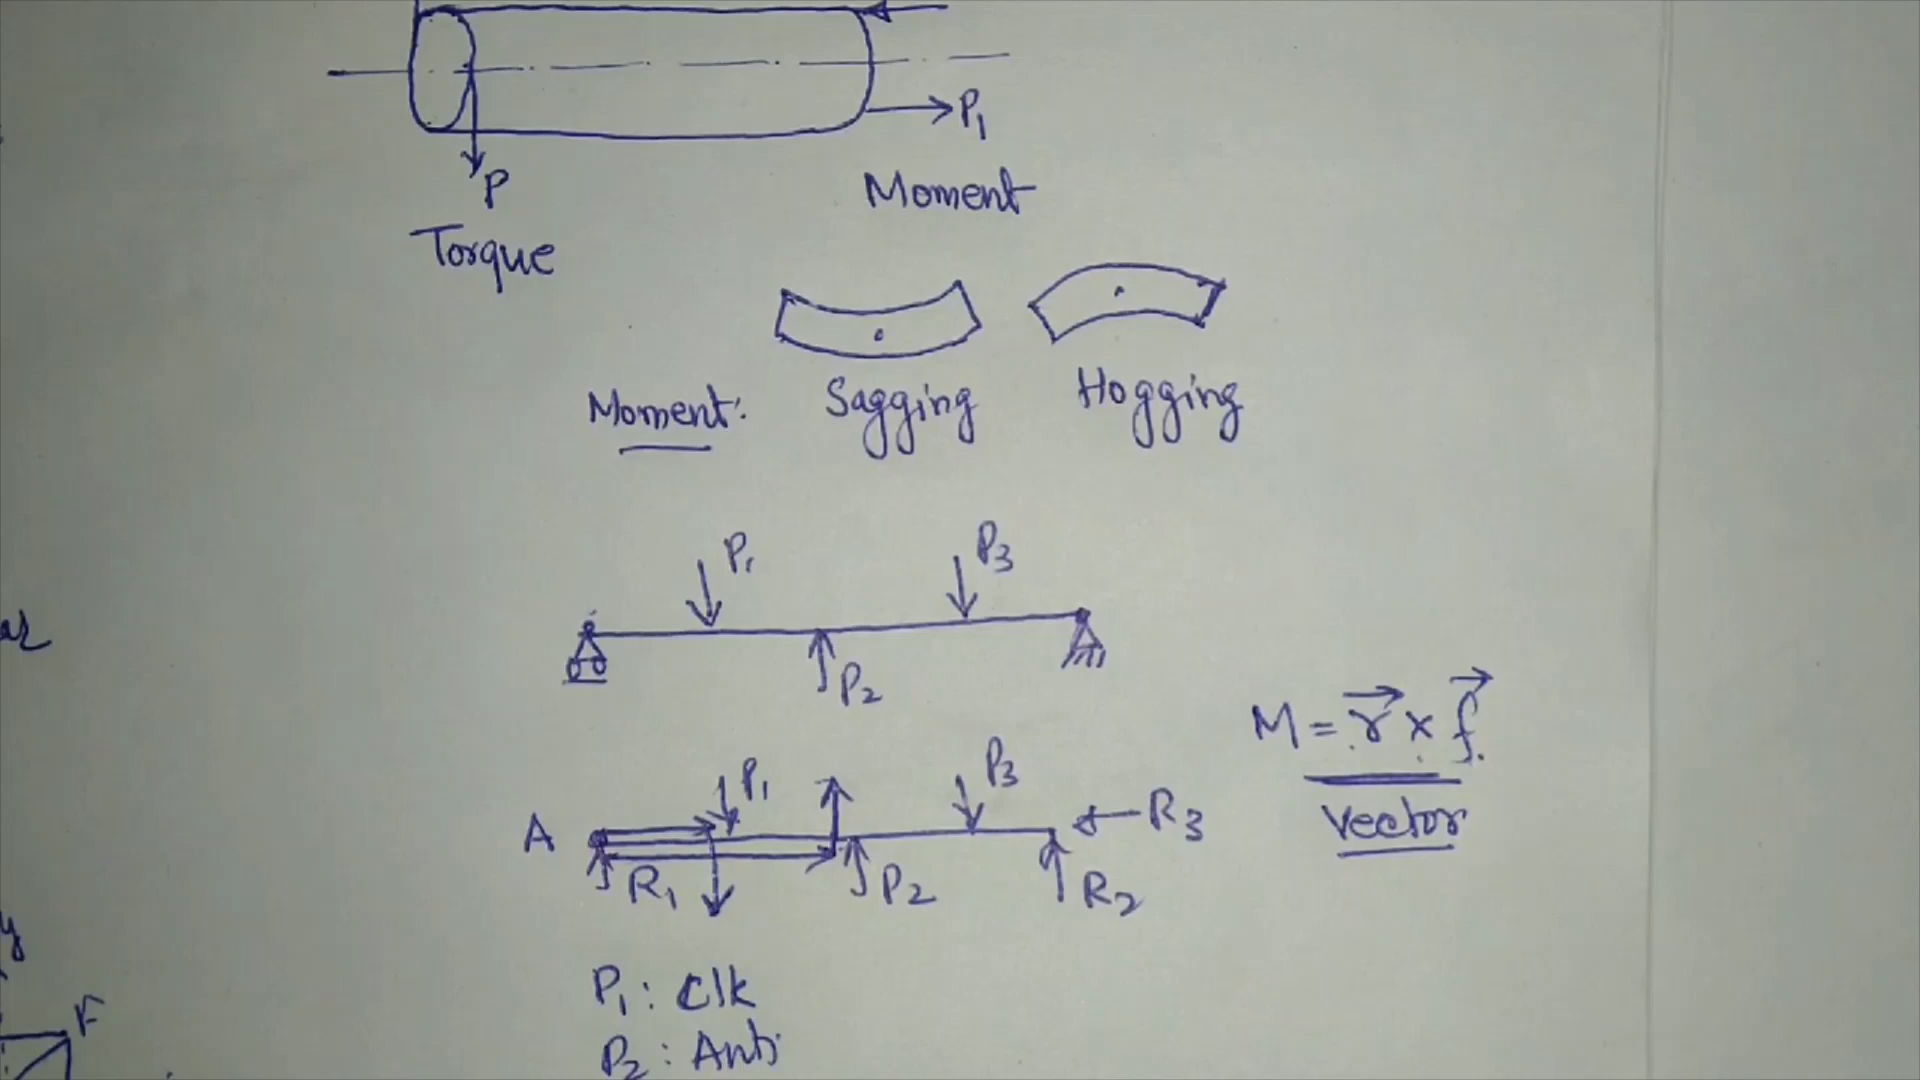 P₁
P
Moment
Torque
Moment: Sagging Hogging
P₁ P₃
P₂
M = r⃗ × f⃗
P₁ P₃
A R₃ Vector
R₁ P₂ R₂
P₁ : Clk
F
P₂ : Anti